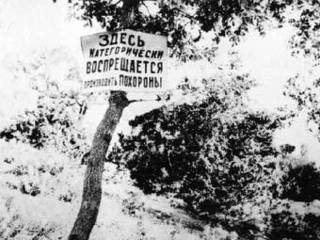 ЗДЕСЬ
КАТЕГОРИЧЕСКИ
ВОСПРЕЩАЕТСЯ
ПРОИЗВОДИТЬ ПОХОРОНЫ